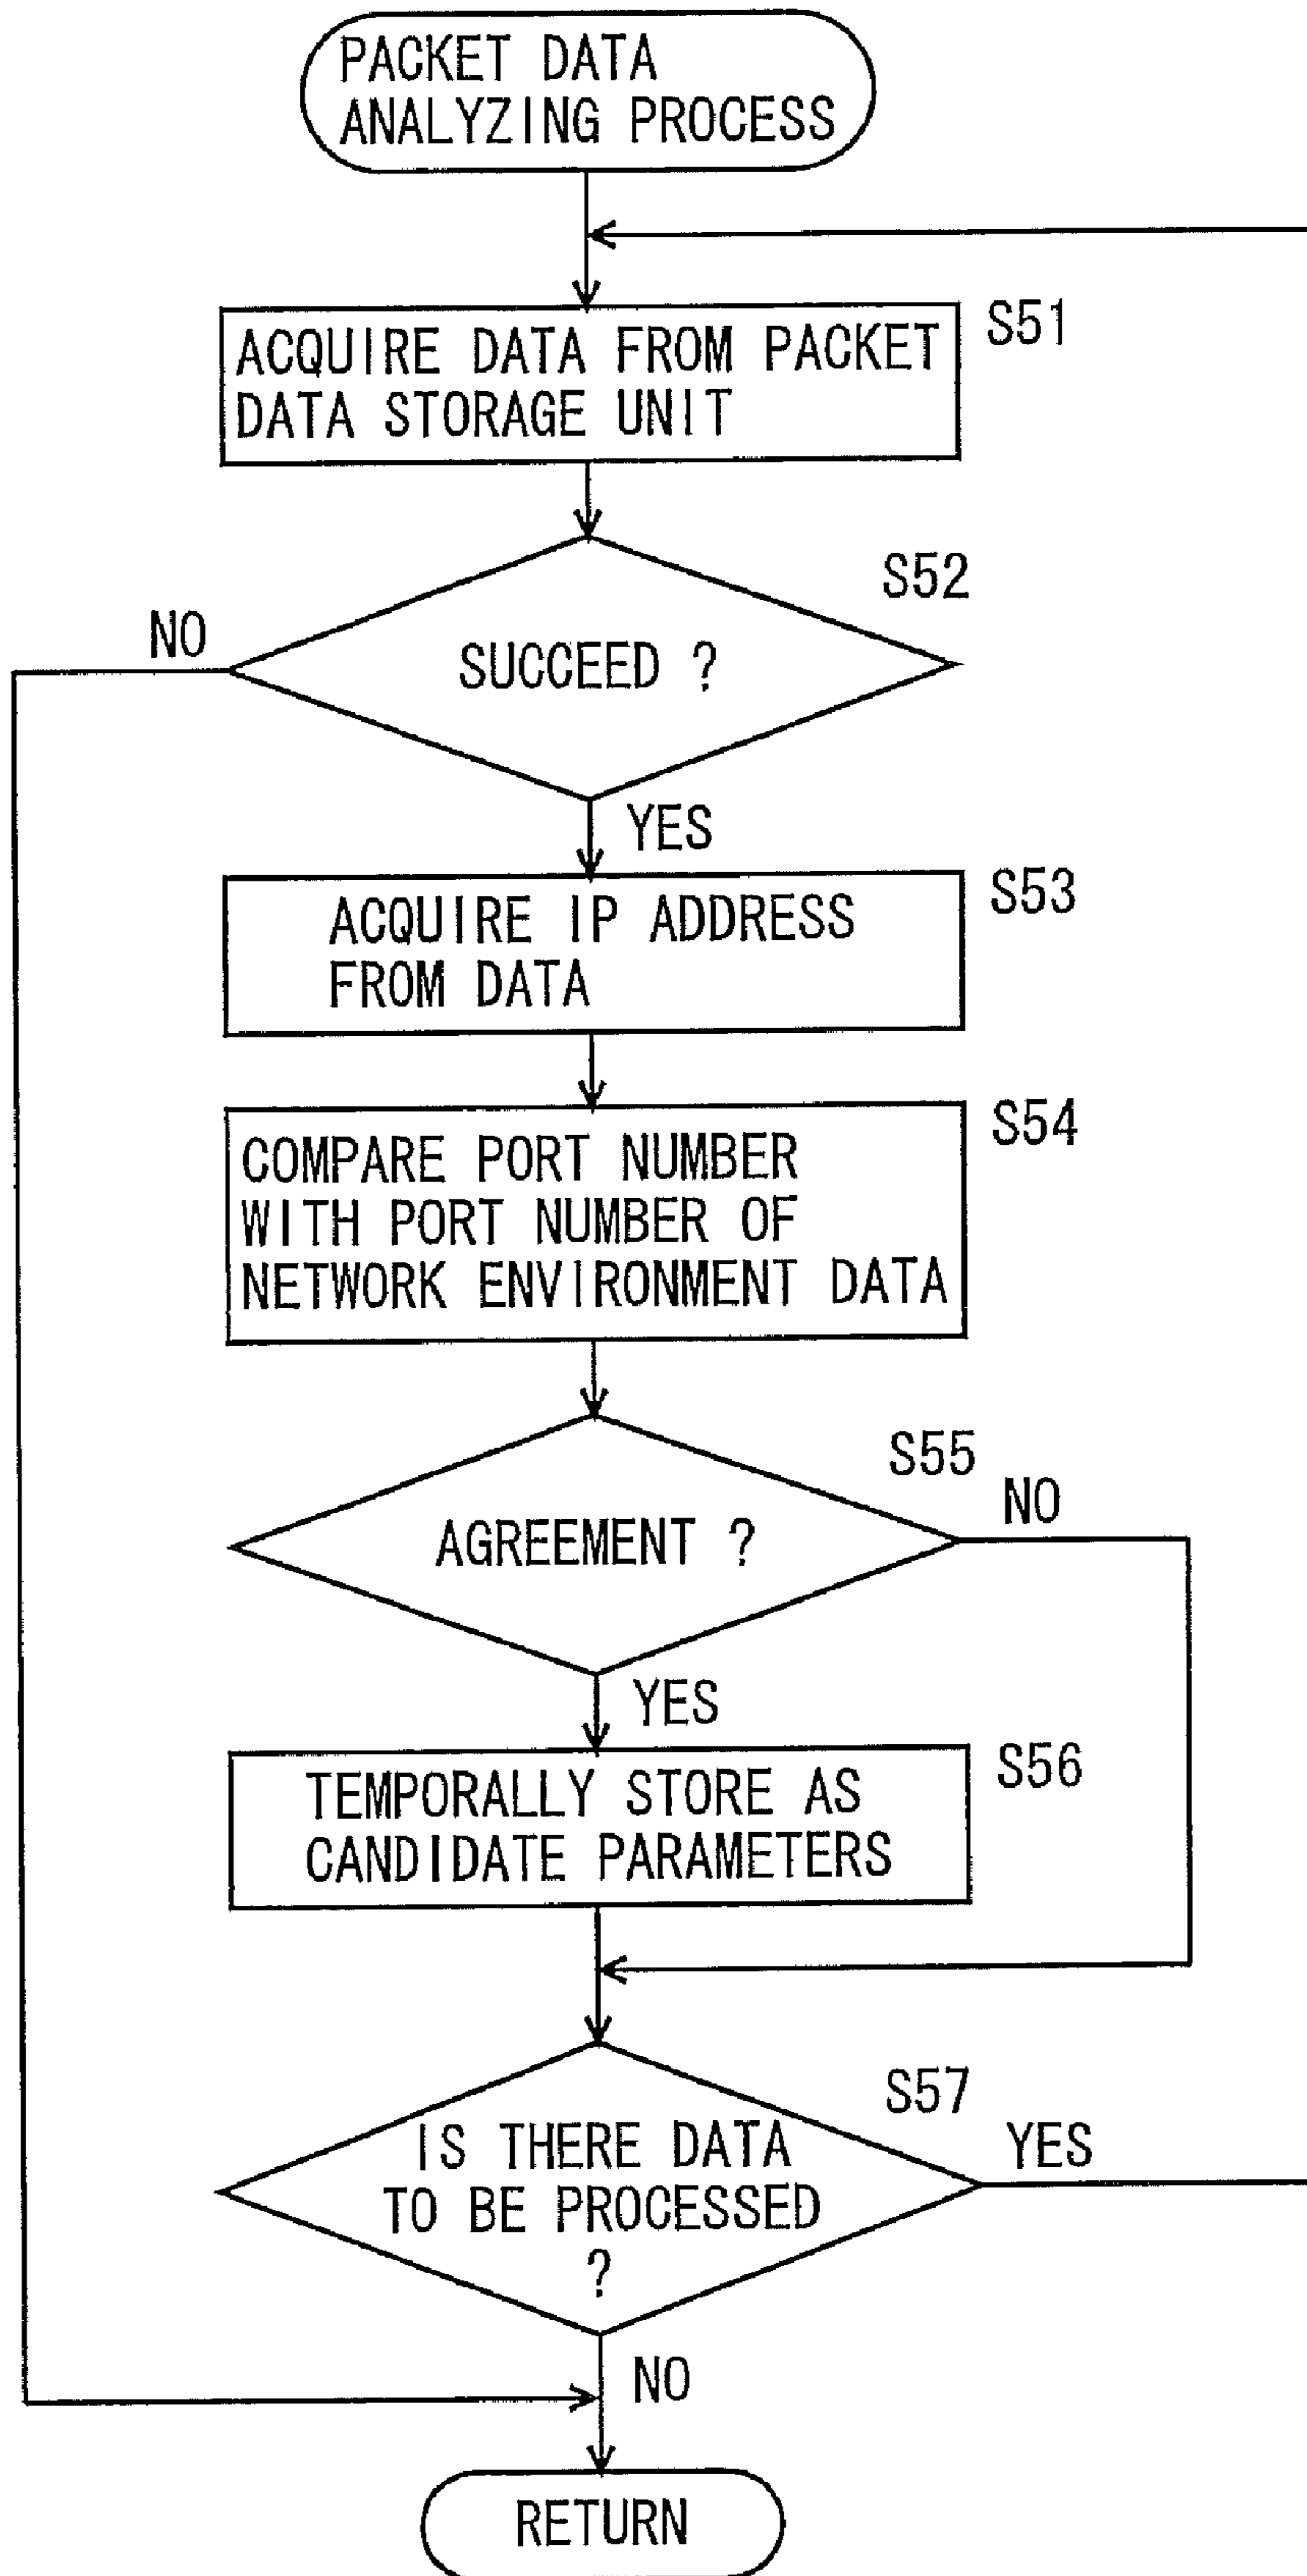 PACKET DATA
ANALYZING PROCESS
S51
ACQUIRE DATA FROM PACKET
DATA STORAGE UNIT
S52
NO
SUCCEED ?
YES
S53
ACQUIRE IP ADDRESS
FROM DATA
S54
COMPARE PORT NUMBER
WITH PORT NUMBER OF
NETWORK ENVIRONMENT DATA
S55
NO
AGREEMENT ?
YES
S56
TEMPORALLY STORE AS
CANDIDATE PARAMETERS
S57
YES
IS THERE DATA
TO BE PROCESSED
?
NO
RETURN